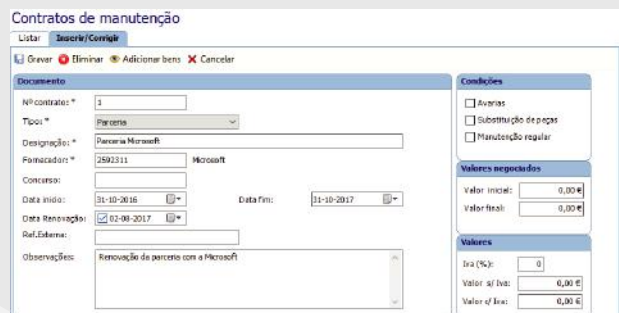 Contratos de manutenção
Listar Inserir/Corrigir
Gravar Eliminar Adicionar bens Cancelar
Documento
Nº contrato: * 1
Tipo: * Parceria
Designação: * Parceria Microsoft
Fornecedor: * 2592311 Microsoft
Concurso:
Data inicio: 31-10-2016 Data Fim: 31-10-2017
Data Renovação: 02-08-2017
Ref.Externa:
Observações: Renovação da parceria com a Microsoft
Condições
Avarias
Substituição de peças
Manutenção regular
Valores negociados
Valor inicial: 0,00 €
Valor final: 0,00 €
Valores
Iva (%): 0
Valor s/ Iva: 0,00 €
Valor c/ Iva: 0,00 €